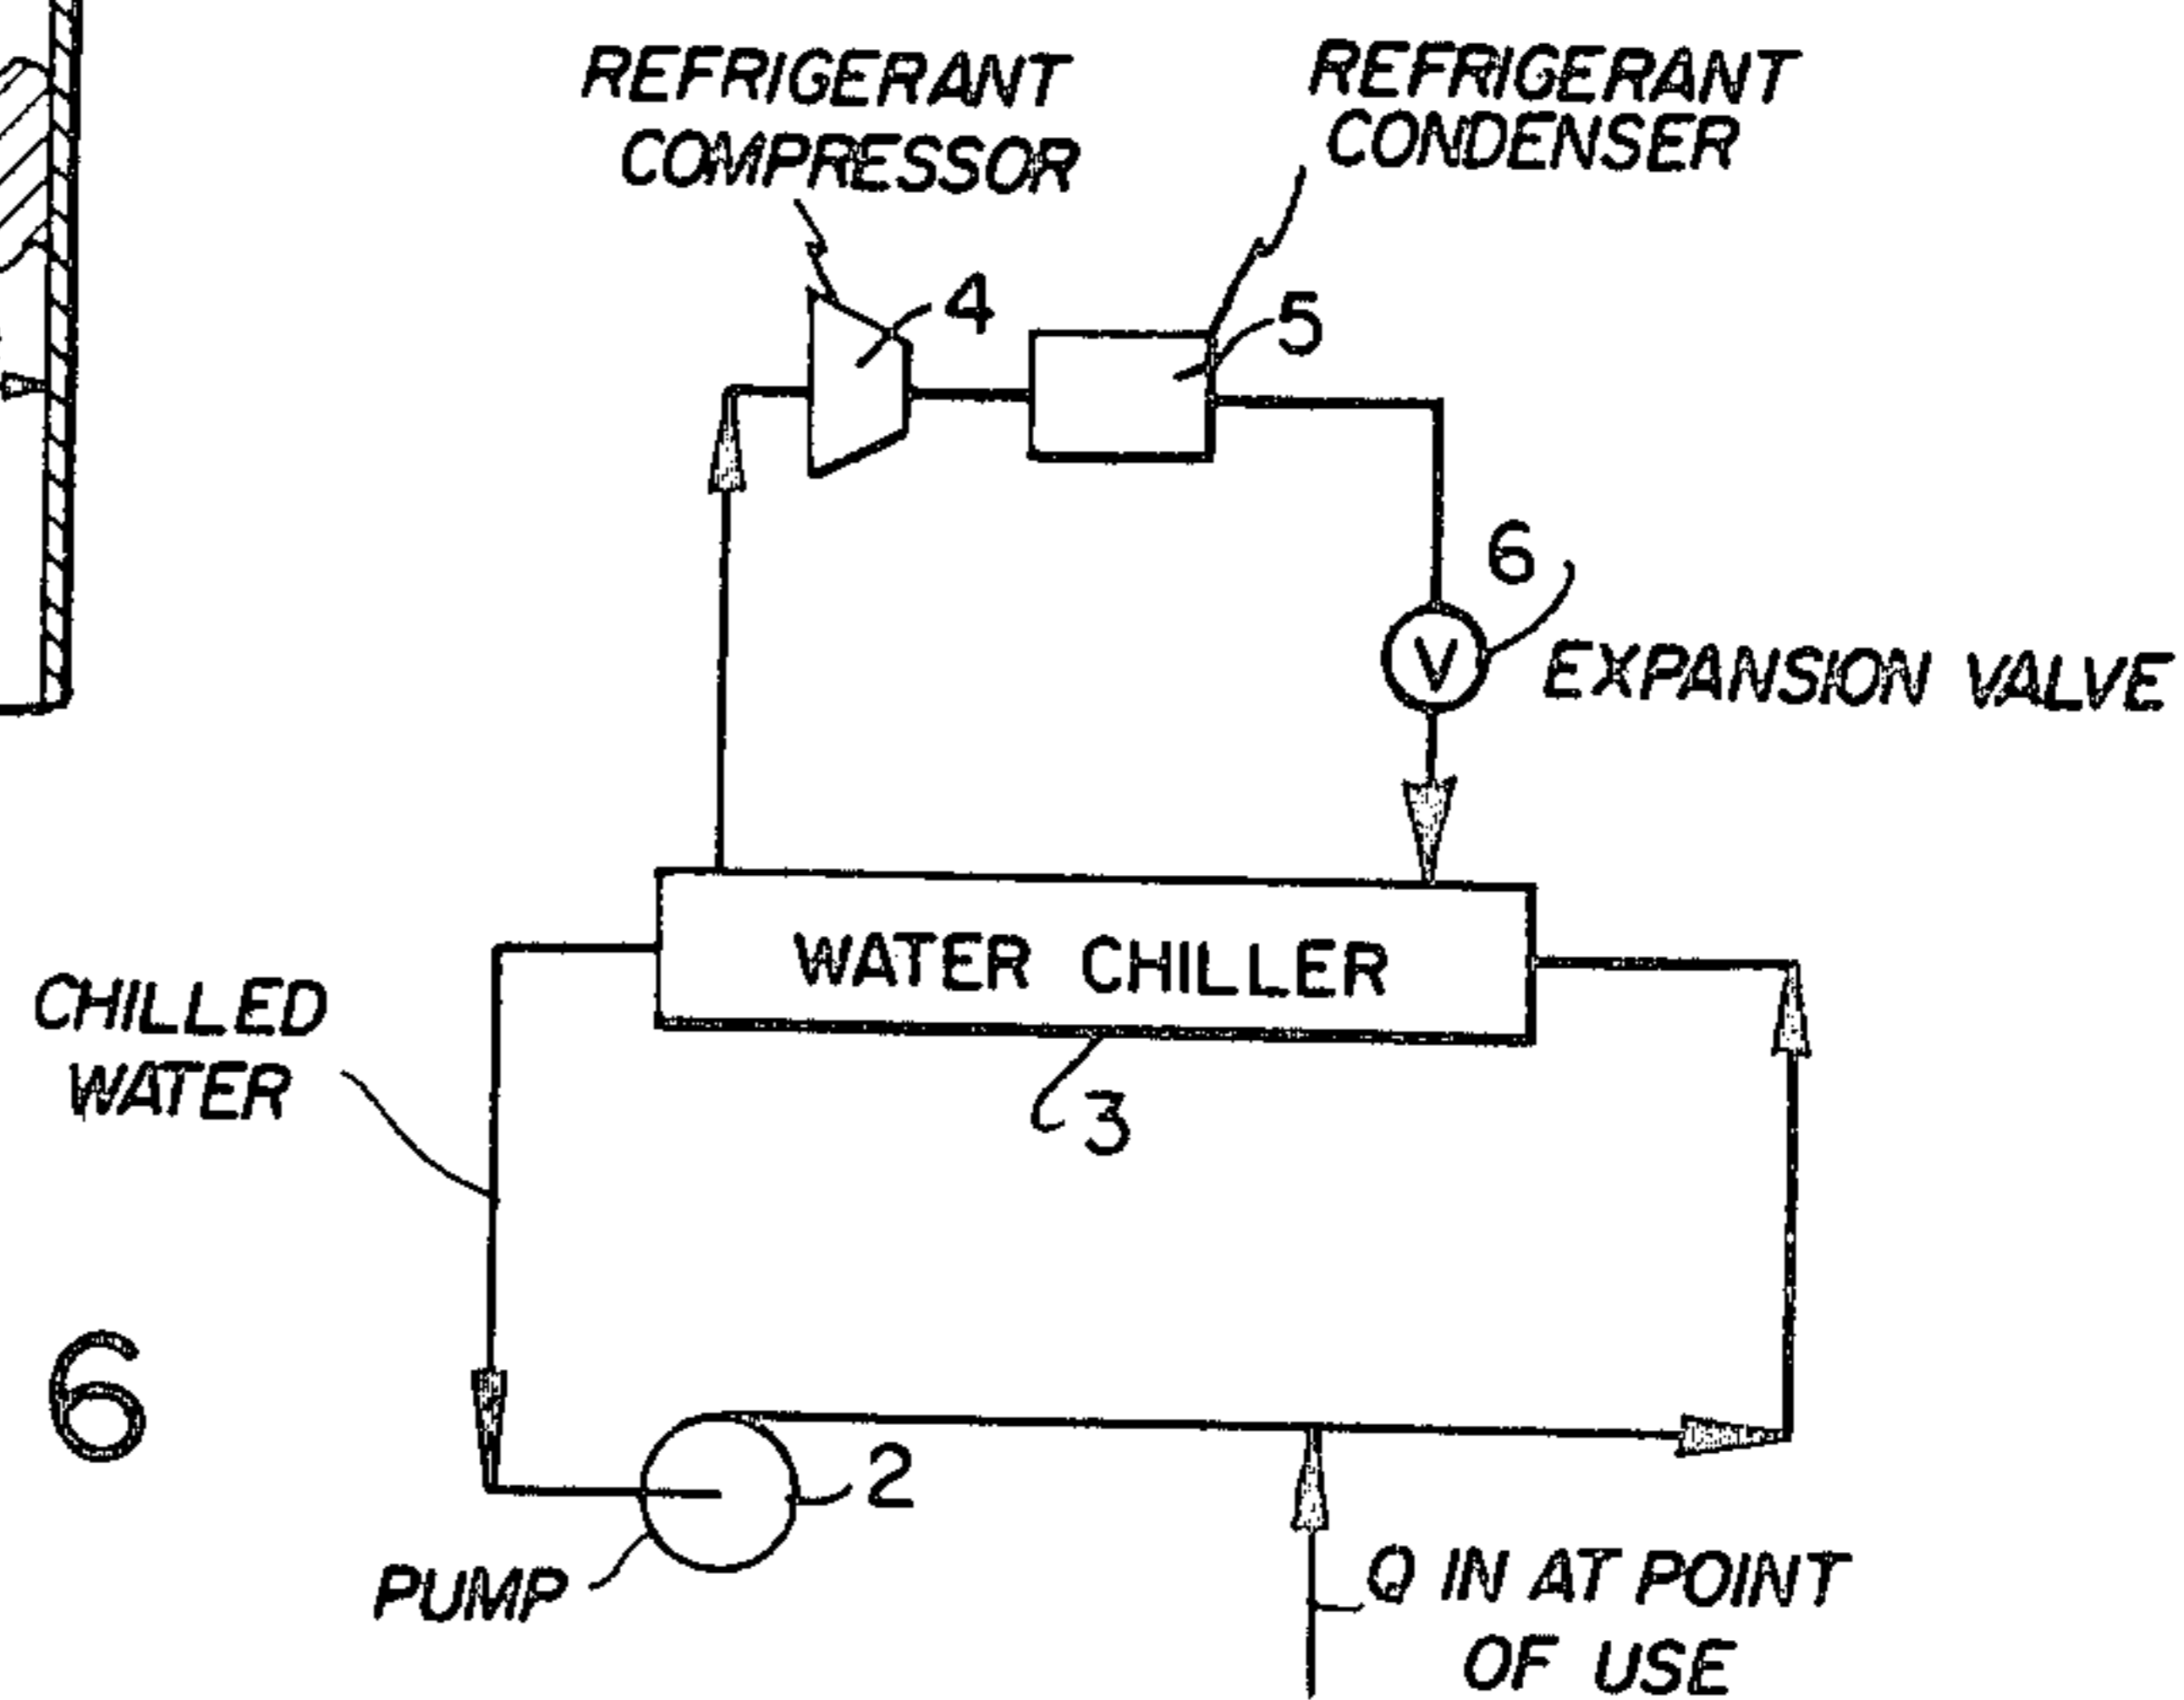 REFRIGERANT
COMPRESSOR
REFRIGERANT
CONDENSER
4
5
6
EXPANSION VALVE
V
WATER CHILLER
CHILLED
WATER
3
6
2
PUMP
Q IN AT POINT
OF USE